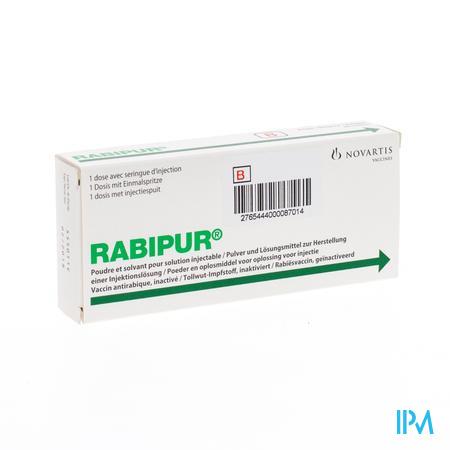 RABIPUR®
B
1 dose avec seringue d'injection
1 Dosis mit Einmalspritze
1 dosis met injectiespuit
B
NOVARTIS
VACCINES
2765444000087014
RABIPUR®
Poudre et solvant pour solution injectable / Pulver und Lösungsmittel zur Herstellung
einer Injektionslösung / Poeder en oplosmiddel voor oplossing voor injectie
Vaccin antirabique, inactivé / Tollwut-Impfstoff, inaktiviert / Rabiësvaccin, geïnactiveerd
IPM